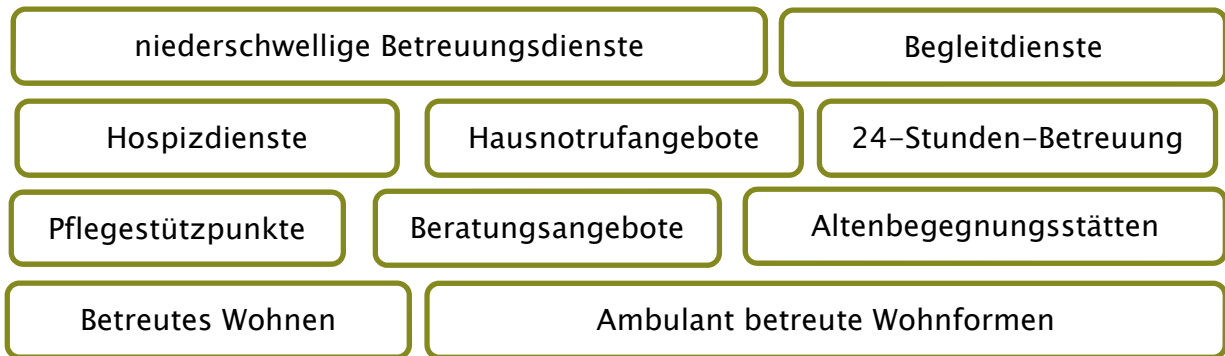 niederschwellige Betreuungsdienste
Begleitdienste
Hospizdienste
Hausnotrufangebote
24-Stunden-Betreuung
Pflegestützpunkte
Beratungsangebote
Altenbegegnungsstätten
Betreutes Wohnen
Ambulant betreute Wohnformen